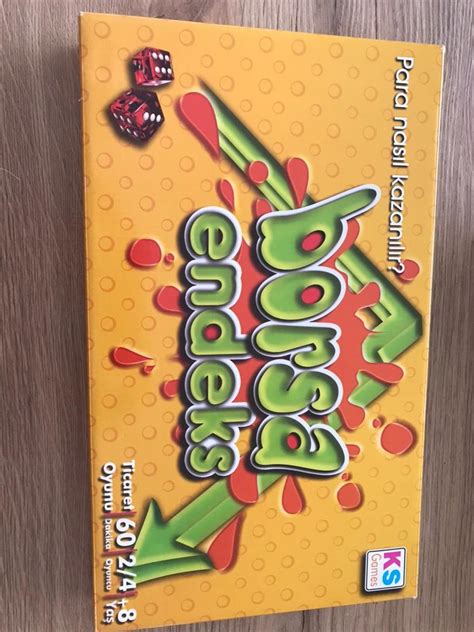 Para nasıl kazanılır?
KS
Games
borsa
endeks
Ticaret 60 2/4 +8
Oyunu Dakika Oyuncu Yaş